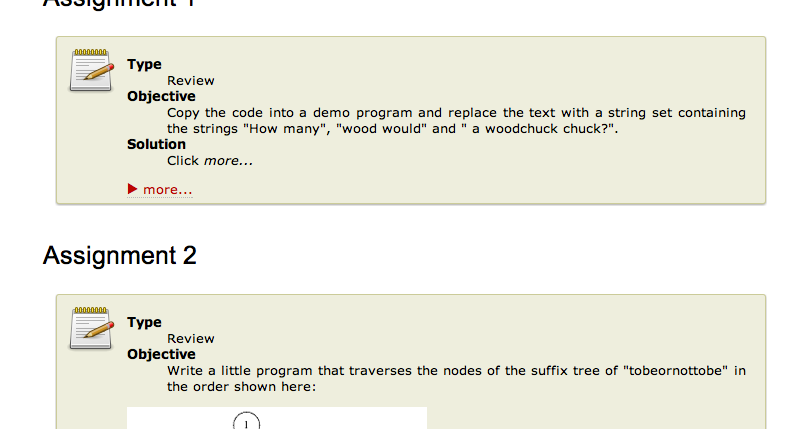 Assignment 1
Type
Review
Objective
Copy the code into a demo program and replace the text with a string set containing
the strings "How many", "wood would" and " a woodchuck chuck?".
Solution
Click more...
more...
Assignment 2
Type
Review
Objective
Write a little program that traverses the nodes of the suffix tree of "tobeornottobe" in
the order shown here:
1